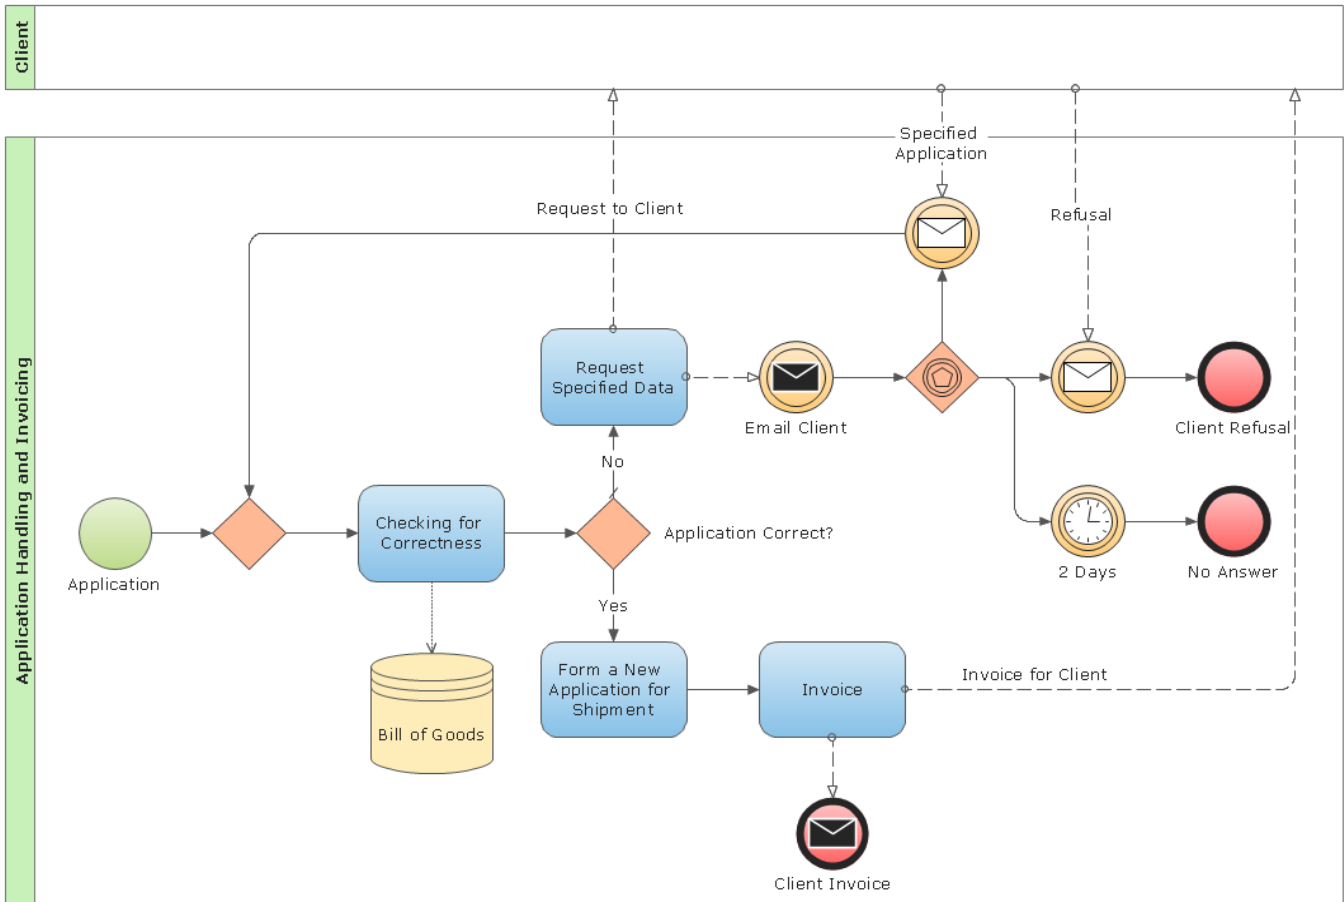 Client
Application Handling and Invoicing
Specified
Application
Request to Client
Refusal
Request
Specified Data
Email Client
Client Refusal
No
Application
Checking for
Correctness
Application Correct?
2 Days
No Answer
Yes
Bill of Goods
Form a New
Application for
Shipment
Invoice
Invoice for Client
Client Invoice